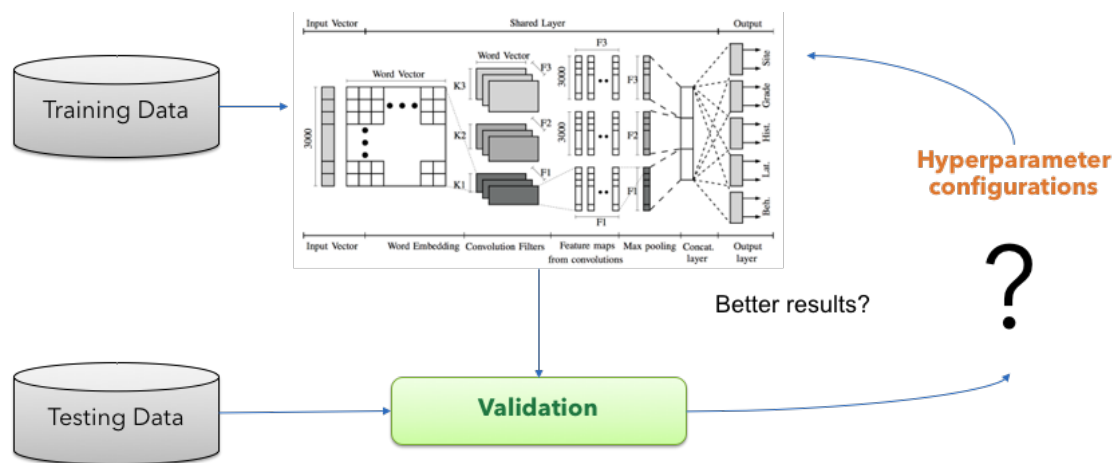 Input Vector
Shared Layer
Output
Training Data
3000
Word Vector
Word Vector
K3
F3
K2
F2
K1
F1
F3
3000
F3
3000
F2
F1
F1
Site
Grade
Hist.
Lat.
Beh.
Input Vector
Word Embedding
Convolution Filters
Feature maps
from convolutions
Max pooling
Concat.
layer
Output
layer
Hyperparameter
configurations
?
Better results?
Testing Data
Validation